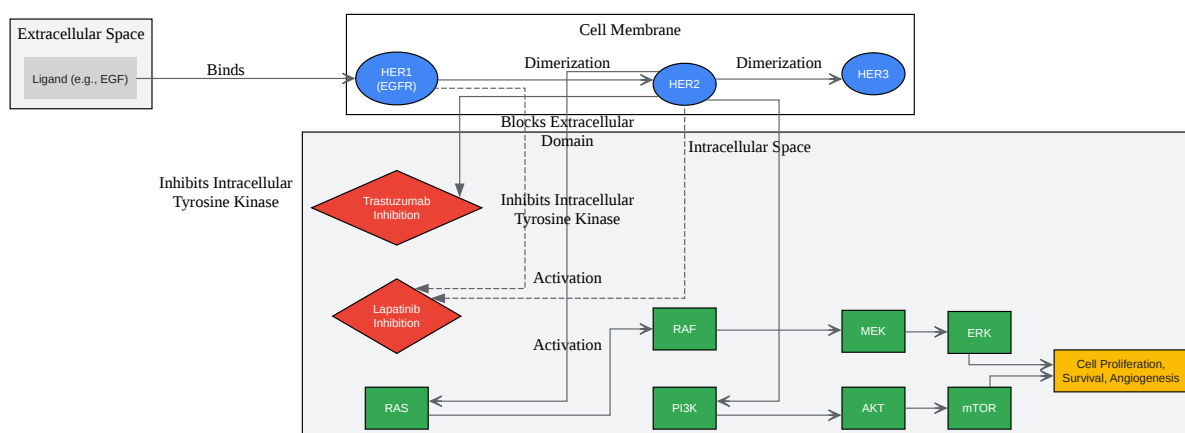 Extracellular Space
Ligand (e.g., EGF)
Binds
Cell Membrane
HER1
(EGFR)
Dimerization
HER2
Dimerization
HER3
Blocks Extracellular
Domain
Intracellular Space
Inhibits Intracellular
Tyrosine Kinase
Trastuzumab
Inhibition
Inhibits Intracellular
Tyrosine Kinase
Activation
Lapatinib
Inhibition
Activation
RAF
MEK
ERK
Cell Proliferation,
Survival, Angiogenesis
RAS
PI3K
AKT
mTOR